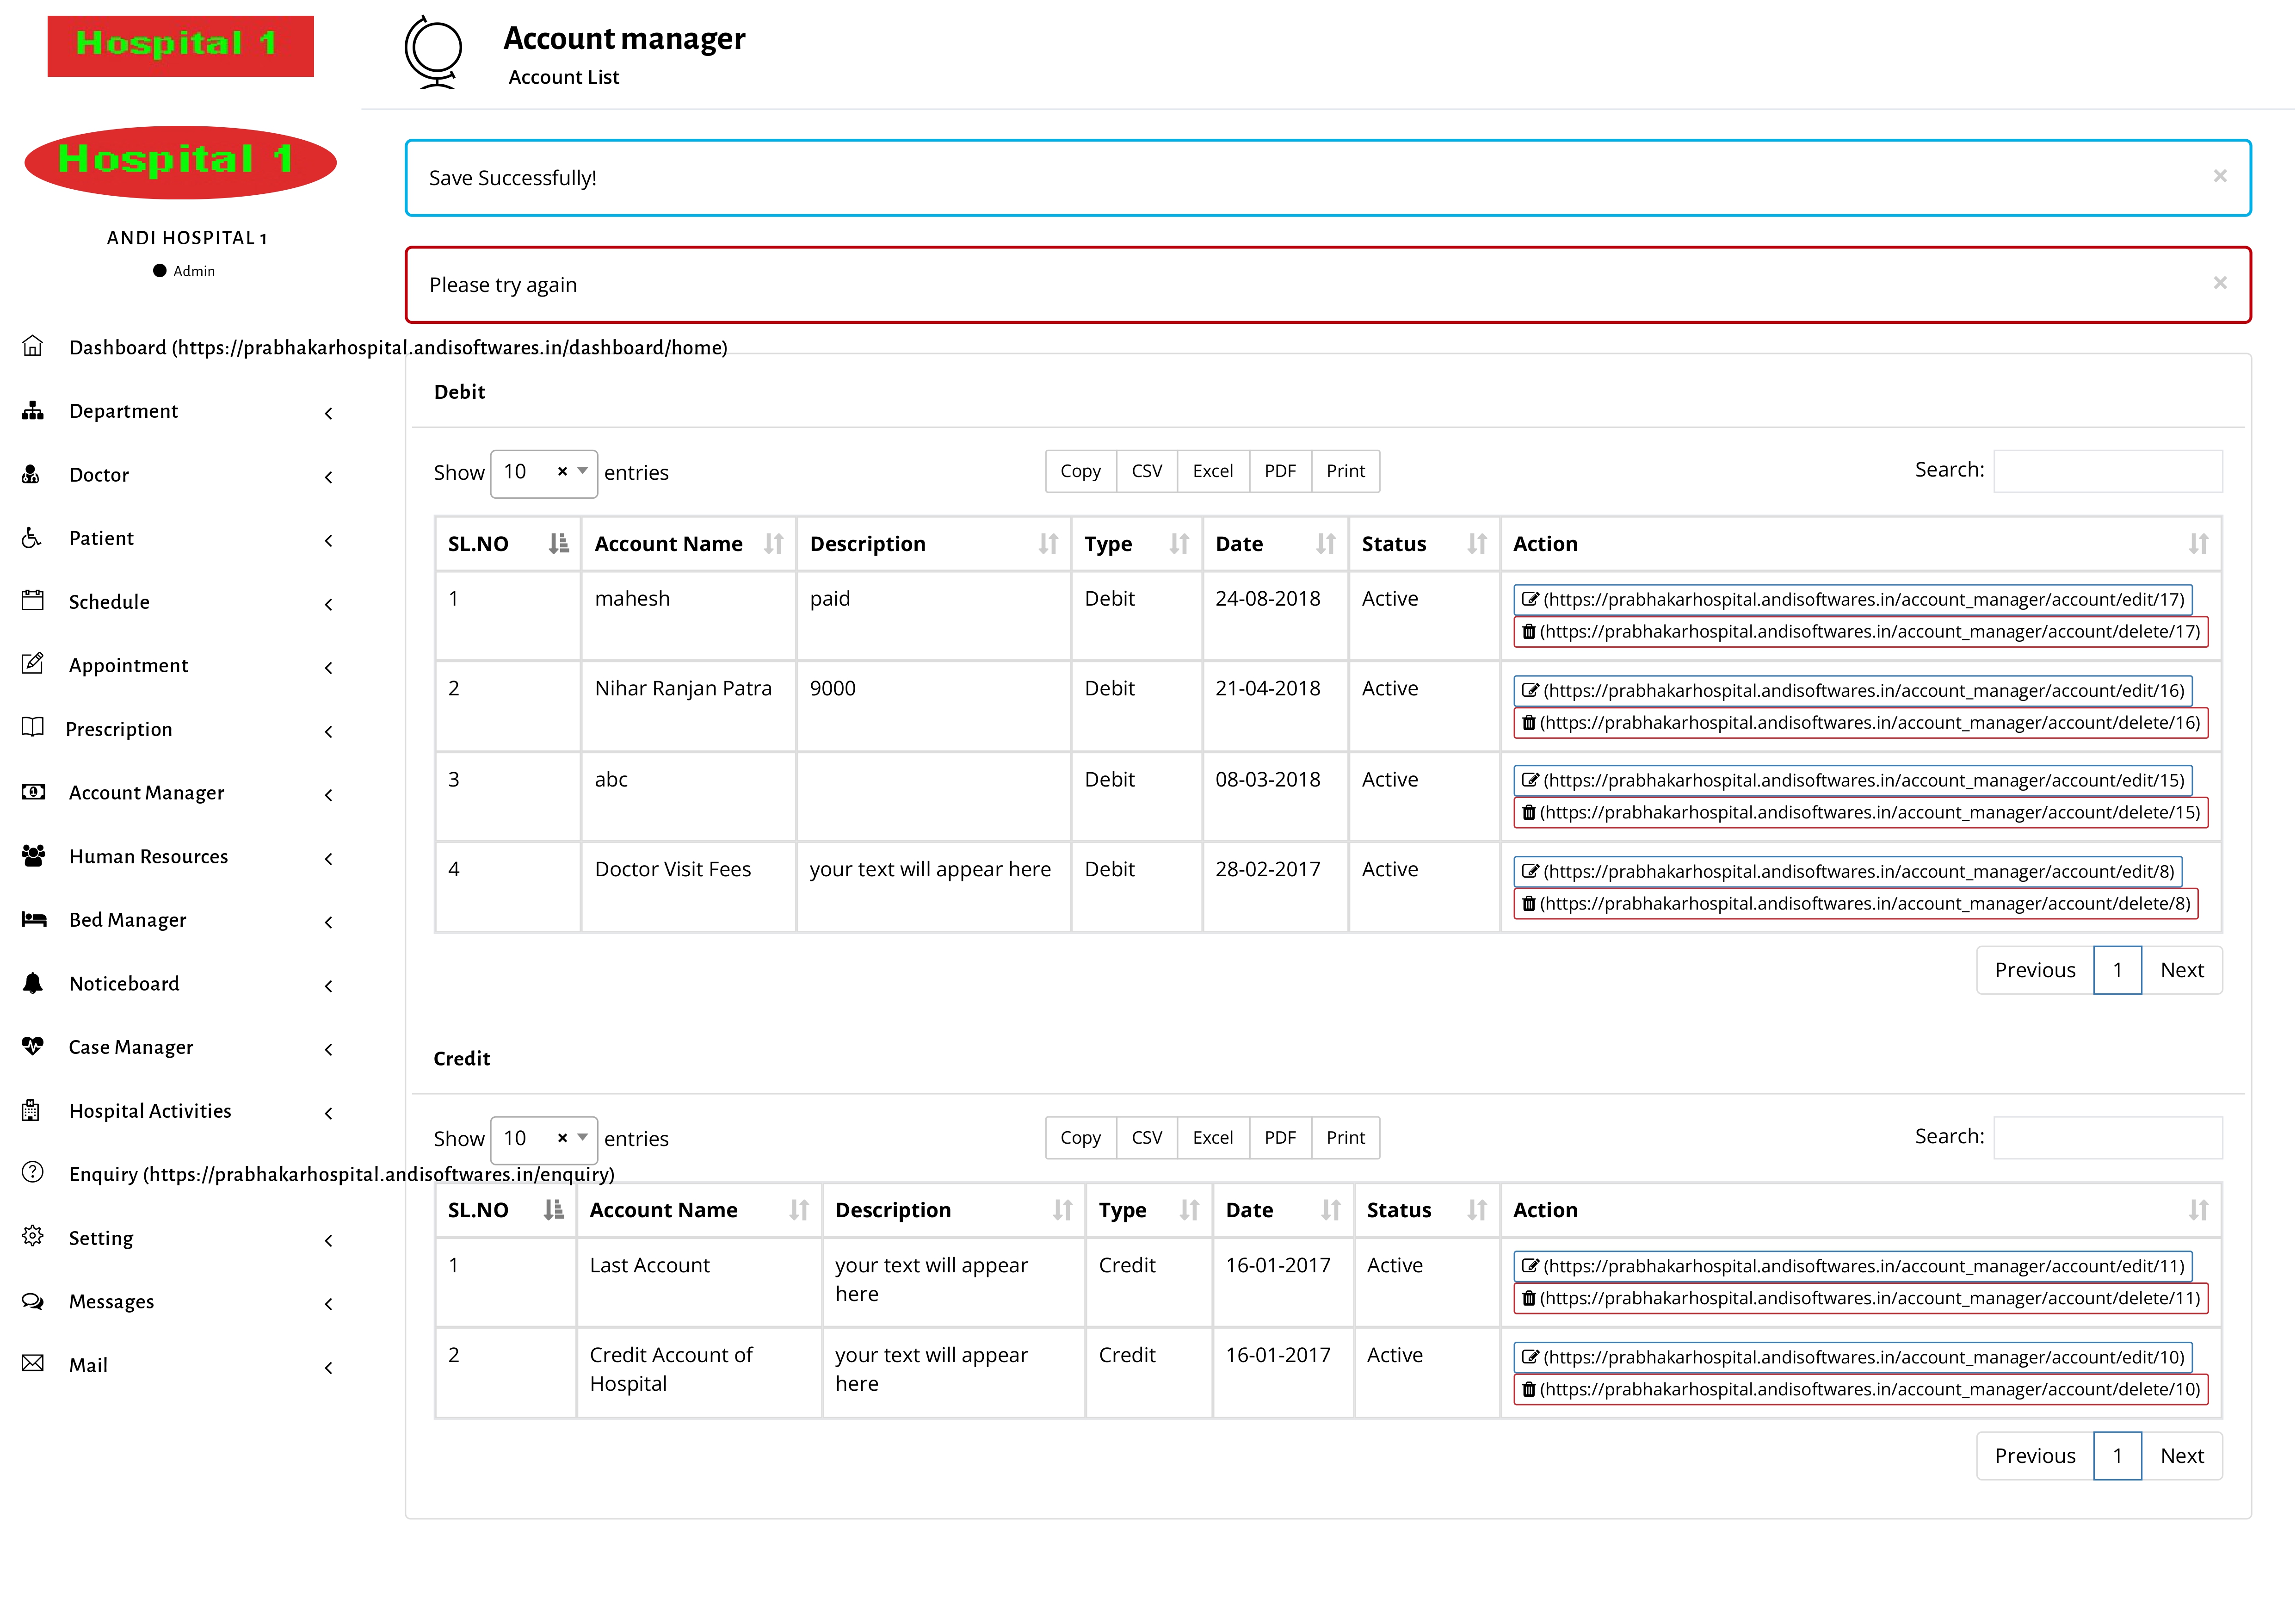 Hospital 1
Account manager
Account List
Hospital 1
ANDI HOSPITAL 1
Admin
Dashboard (https://prabhakarhospital.andisoftwares.in/dashboard/home)
Department
Doctor
Patient
Schedule
Appointment
Prescription
Account Manager
Human Resources
Bed Manager
Noticeboard
Case Manager
Hospital Activities
Enquiry (https://prabhakarhospital.andisoftwares.in/enquiry)
Setting
Messages
Mail
Save Successfully! ×
Please try again ×
Debit
Show 10 × entries Copy CSV Excel PDF Print Search:
SL.NO Account Name Description Type Date Status Action
1 mahesh paid Debit 24-08-2018 Active (https://prabhakarhospital.andisoftwares.in/account_manager/account/edit/17)
(https://prabhakarhospital.andisoftwares.in/account_manager/account/delete/17)
2 Nihar Ranjan Patra 9000 Debit 21-04-2018 Active (https://prabhakarhospital.andisoftwares.in/account_manager/account/edit/16)
(https://prabhakarhospital.andisoftwares.in/account_manager/account/delete/16)
3 abc Debit 08-03-2018 Active (https://prabhakarhospital.andisoftwares.in/account_manager/account/edit/15)
(https://prabhakarhospital.andisoftwares.in/account_manager/account/delete/15)
4 Doctor Visit Fees your text will appear here Debit 28-02-2017 Active (https://prabhakarhospital.andisoftwares.in/account_manager/account/edit/8)
(https://prabhakarhospital.andisoftwares.in/account_manager/account/delete/8)
Previous 1 Next
Credit
Show 10 × entries Copy CSV Excel PDF Print Search:
SL.NO Account Name Description Type Date Status Action
1 Last Account your text will appear Credit 16-01-2017 Active (https://prabhakarhospital.andisoftwares.in/account_manager/account/edit/11)
here (https://prabhakarhospital.andisoftwares.in/account_manager/account/delete/11)
2 Credit Account of your text will appear Credit 16-01-2017 Active (https://prabhakarhospital.andisoftwares.in/account_manager/account/edit/10)
Hospital here (https://prabhakarhospital.andisoftwares.in/account_manager/account/delete/10)
Previous 1 Next